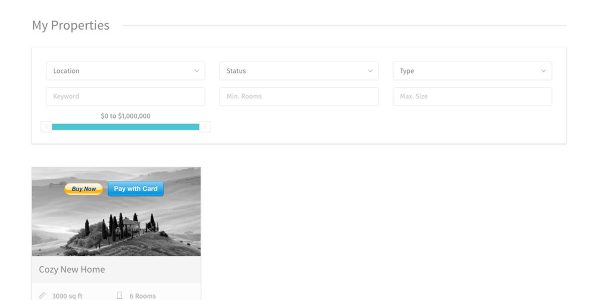 My Properties
Location Status Type
Keyword Min. Rooms Max. Size
$0 to $1,000,000
Buy Now Pay with Card
Cozy New Home
3000 sq ft 6 Rooms